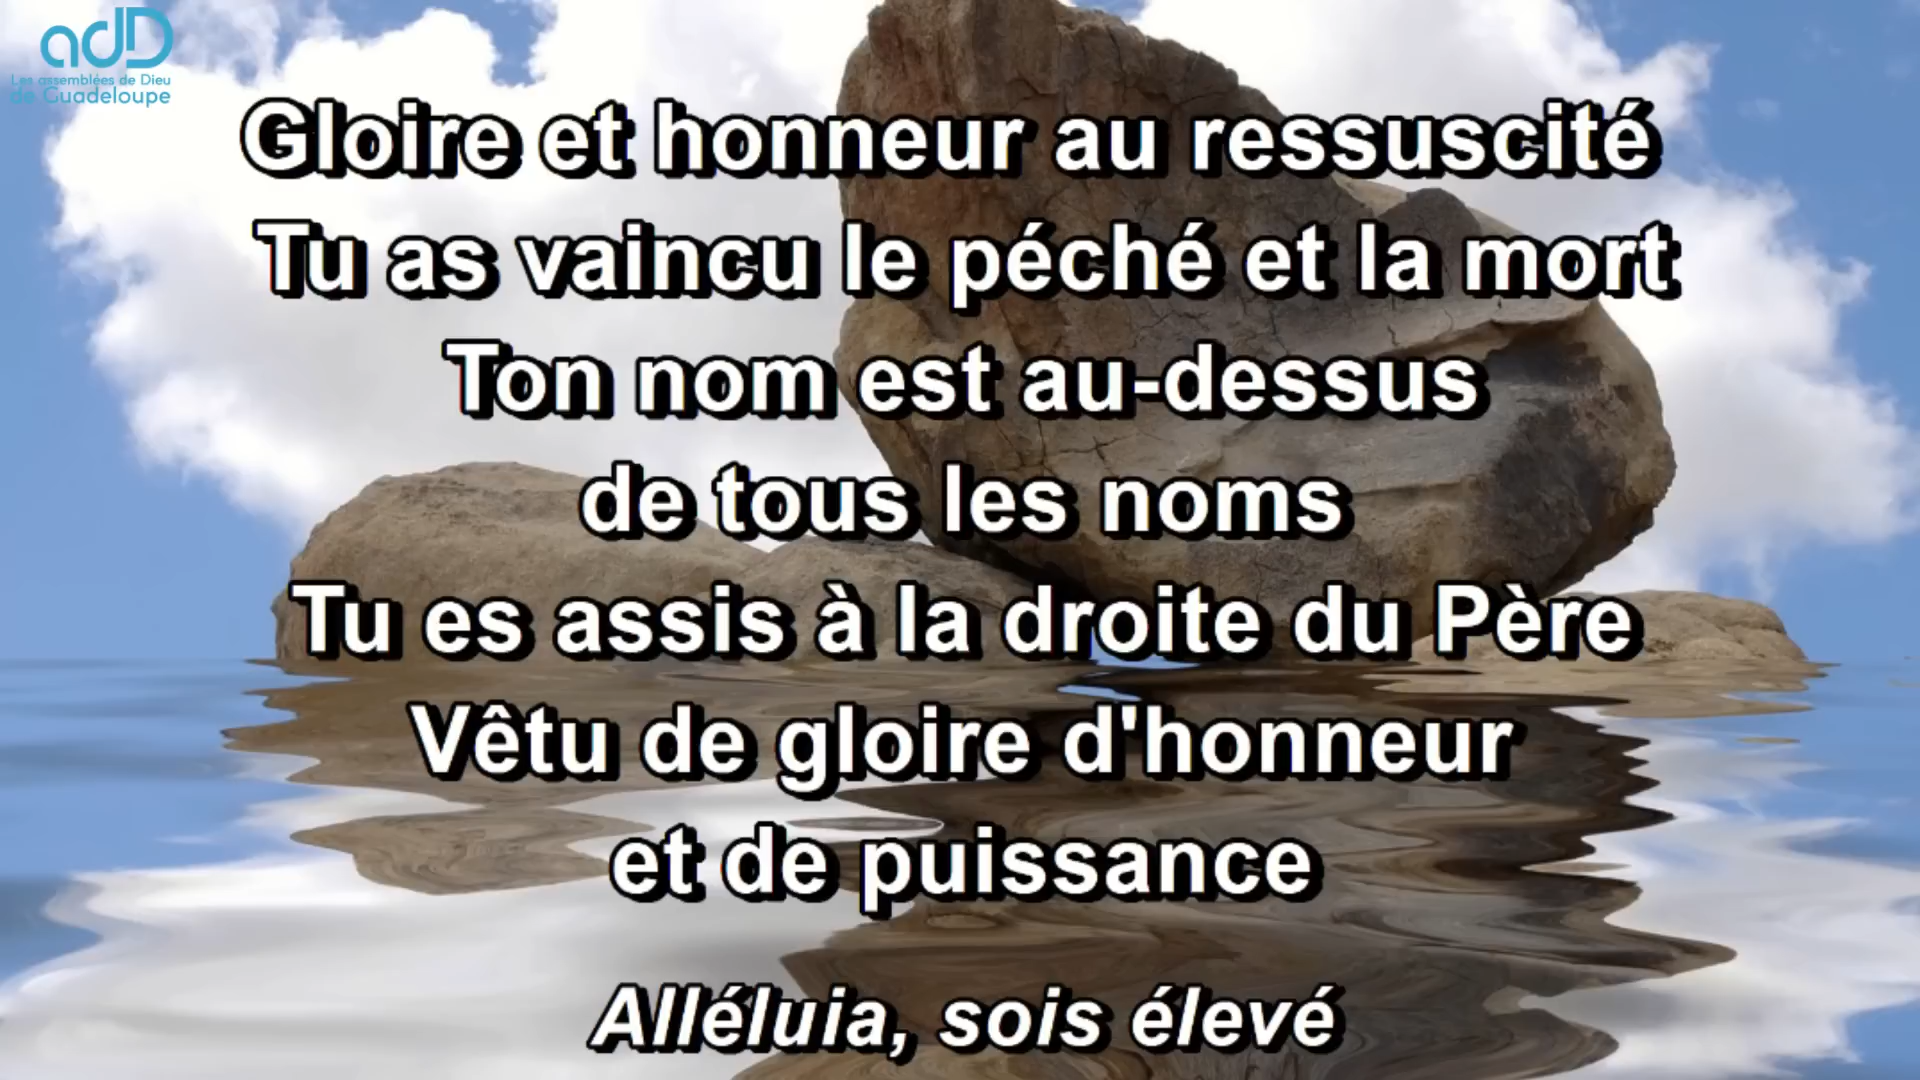 adD
Les assemblées de Dieu
de Guadeloupe
Gloire et honneur au ressuscité
Tu as vaincu le péché et la mort
Ton nom est au-dessus
de tous les noms
Tu es assis à la droite du Père
Vêtu de gloire d'honneur
et de puissance
Alléluia, sois élevé